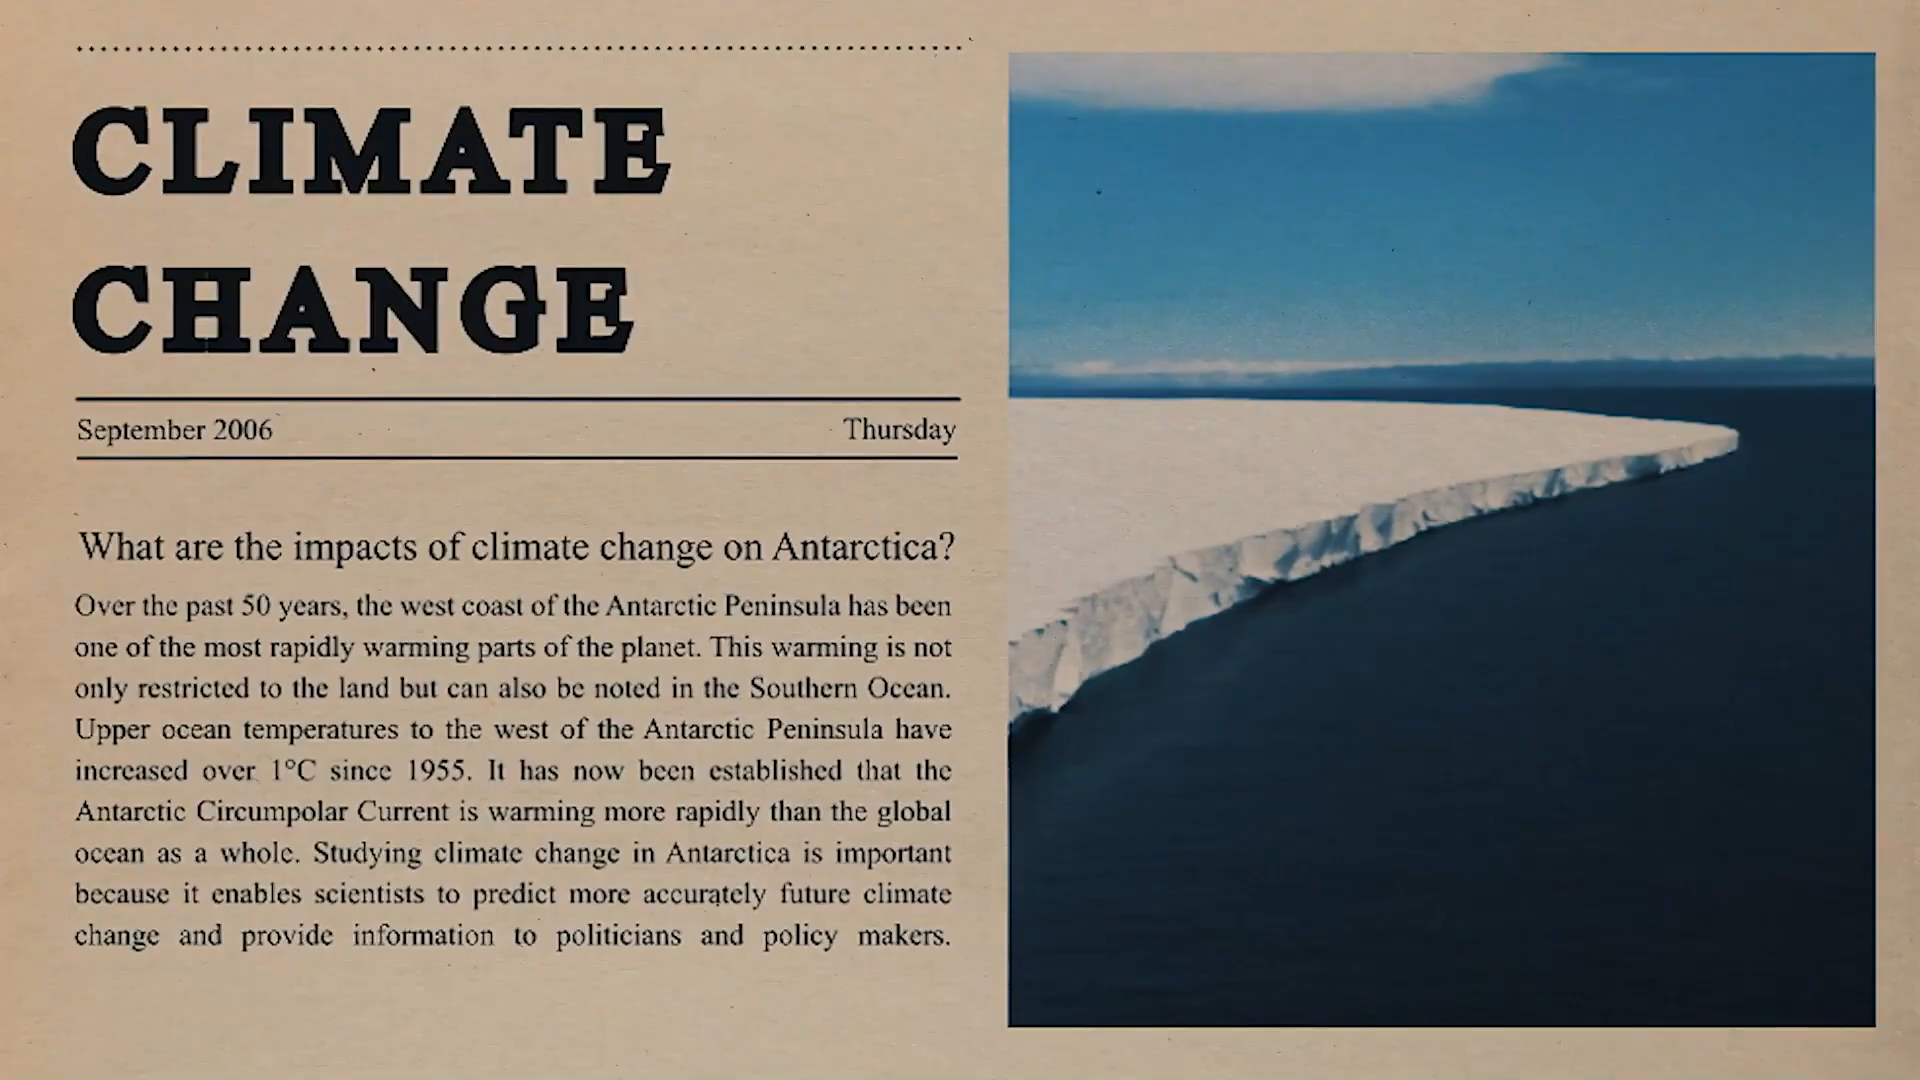 CLIMATE
CHANGE
September 2006 Thursday
What are the impacts of climate change on Antarctica?
Over the past 50 years, the west coast of the Antarctic Peninsula has been
one of the most rapidly warming parts of the planet. This warming is not
only restricted to the land but can also be noted in the Southern Ocean.
Upper ocean temperatures to the west of the Antarctic Peninsula have
increased over 1°C since 1955. It has now been established that the
Antarctic Circumpolar Current is warming more rapidly than the global
ocean as a whole. Studying climate change in Antarctica is important
because it enables scientists to predict more accurately future climate
change and provide information to politicians and policy makers.